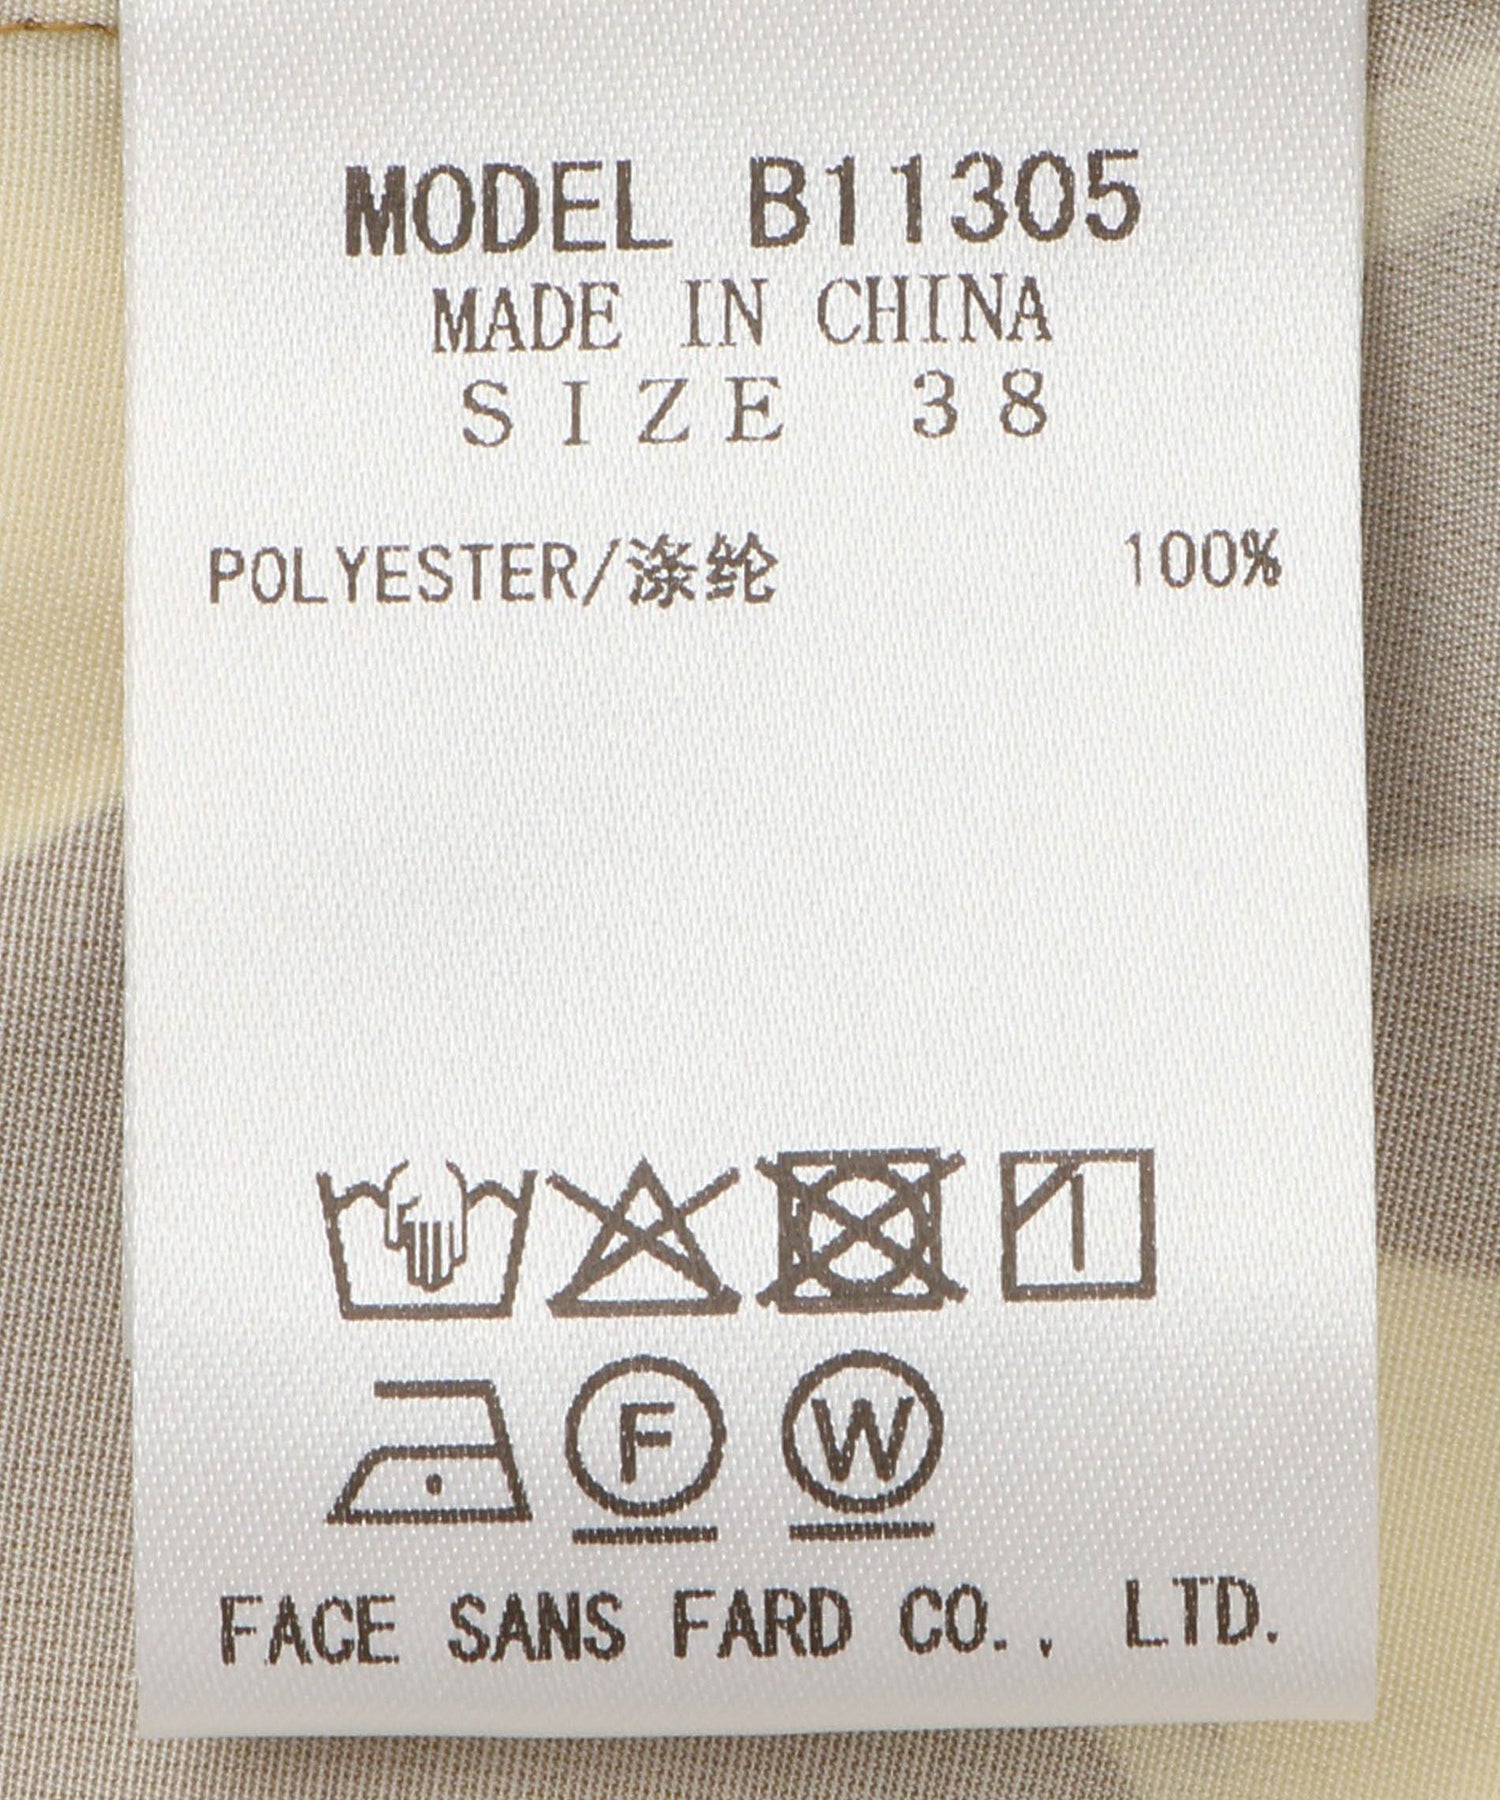 MODEL B11305
MADE IN CHINA
SIZE 38
POLYESTER/涤纶 100%
F W
FACE SANS FARD CO., LTD.